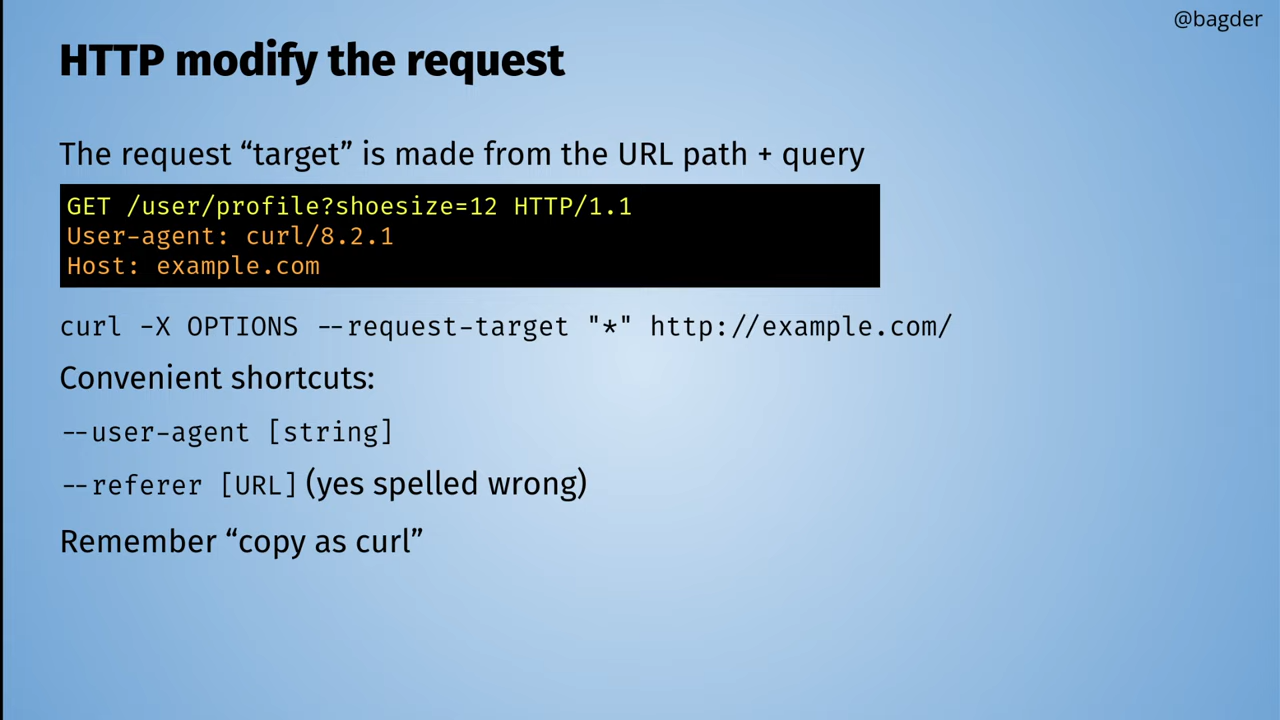 @bagder
HTTP modify the request
The request “target” is made from the URL path + query
GET /user/profile?shoesize=12 HTTP/1.1
User-agent: curl/8.2.1
Host: example.com
curl -X OPTIONS --request-target "*" http://example.com/
Convenient shortcuts:
--user-agent [string]
--referer [URL] (yes spelled wrong)
Remember “copy as curl”